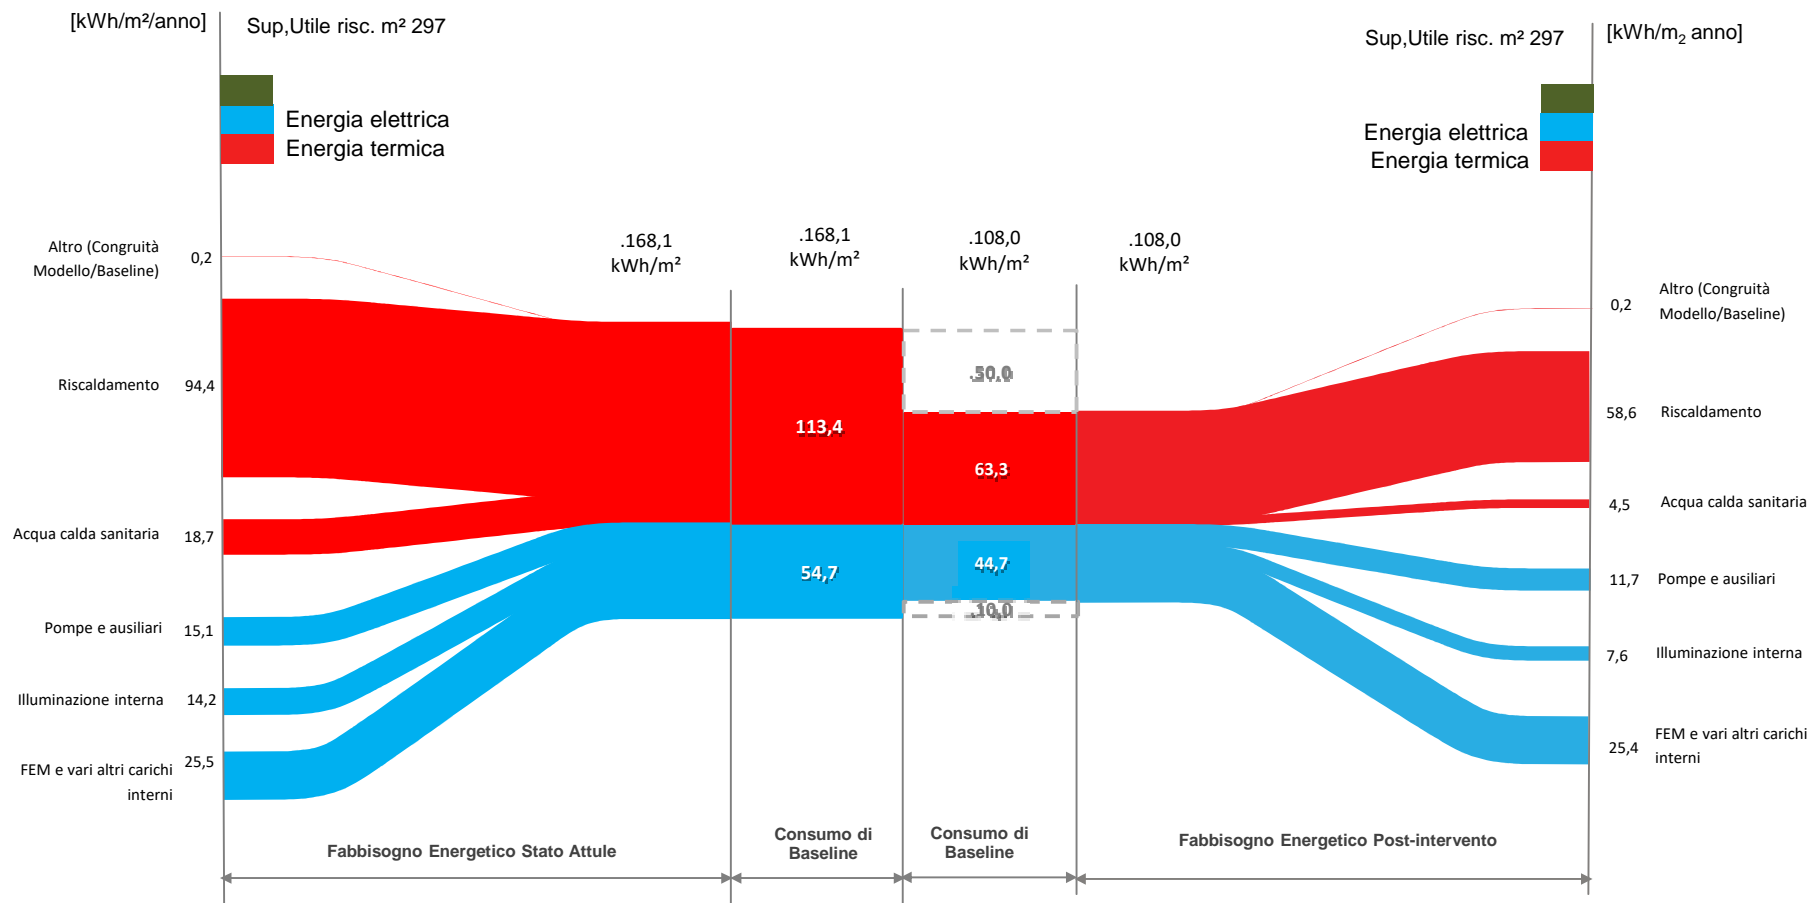 [kWh/m²/anno]
Sup,Utile risc. m² 297
Sup,Utile risc. m² 297
[kWh/m2 anno]
Energia elettrica
Energia termica
Energia elettrica
Energia termica
.168,1
kWh/m²
.168,1
kWh/m²
.108,0
kWh/m²
.108,0
kWh/m²
Altro (Congruità
Modello/Baseline)
0,2
Riscaldamento
94,4
Acqua calda sanitaria
18,7
Pompe e ausiliari
15,1
Illuminazione interna
14,2
FEM e vari altri carichi
interni
25,5
113,4
54,7
.50,0
63,3
44,7
.10,0
0,2
Altro (Congruità
Modello/Baseline)
58,6
Riscaldamento
4,5
Acqua calda sanitaria
11,7
Pompe e ausiliari
7,6
Illuminazione interna
25,4
FEM e vari altri carichi
interni
Fabbisogno Energetico Stato Attule
Consumo di
Baseline
Consumo di
Baseline
Fabbisogno Energetico Post-intervento